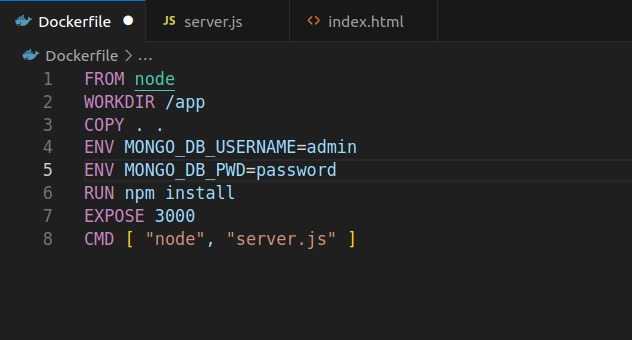 Dockerfile ● JS server.js <> index.html
Dockerfile > ...
1 FROM node
2 WORKDIR /app
3 COPY . .
4 ENV MONGO_DB_USERNAME=admin
5 ENV MONGO_DB_PWD=password
6 RUN npm install
7 EXPOSE 3000
8 CMD [ "node", "server.js" ]